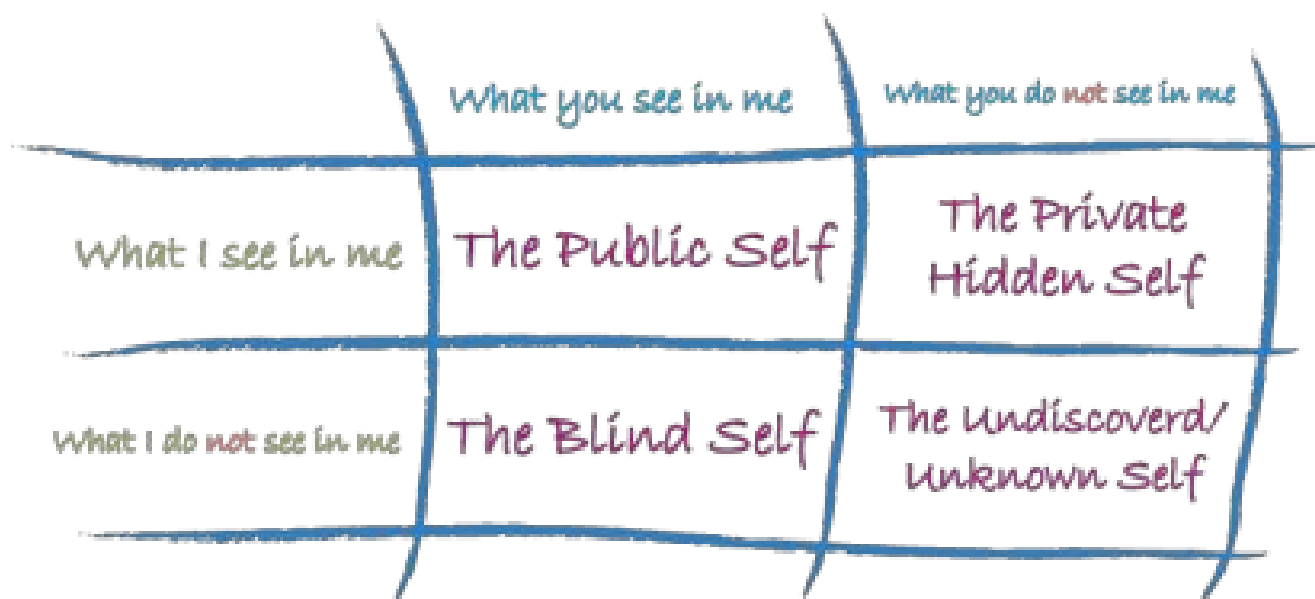 What you see in me
What you do not see in me
What I see in me
The Public Self
The Private
Hidden Self
What I do not see in me
The Blind Self
The Undiscoverd/
Unknown Self